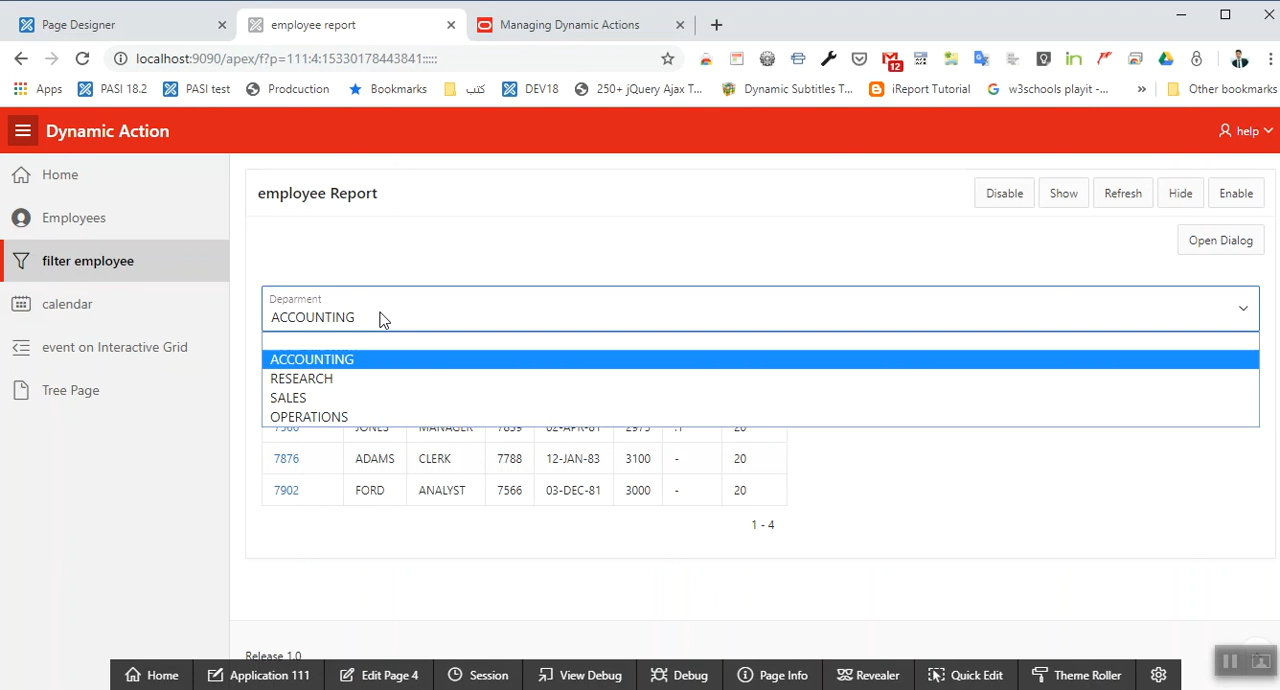 Page Designer
employee report
Managing Dynamic Actions
localhost:9090/apex/f?p=111:4:15330178443841:::::
12
Apps
PASI 18.2
PASI test
Prcduction
Bookmarks
كتب
DEV18
250+ jQuery Ajax T...
Dynamic Subtitles T...
iReport Tutorial
w3schools playit -...
»
Other bookmarks
Dynamic Action
help
Home
Employees
filter employee
calendar
event on Interactive Grid
Tree Page
employee Report
Disable
Show
Refresh
Hide
Enable
Open Dialog
Deparment
ACCOUNTING
ACCOUNTING
RESEARCH
SALES
OPERATIONS
7566 JONES MANAGER 7839 02-APR-81 2975 .1 20
7876 ADAMS CLERK 7788 12-JAN-83 3100 - 20
7902 FORD ANALYST 7566 03-DEC-81 3000 - 20
1 - 4
Release 1.0
Home
Application 111
Edit Page 4
Session
View Debug
Debug
Page Info
Revealer
Quick Edit
Theme Roller